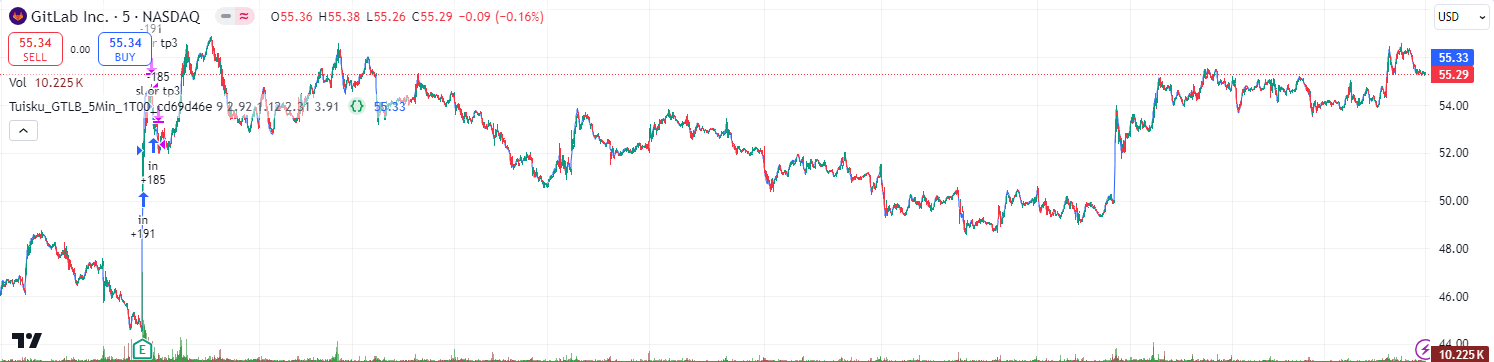 GitLab Inc. · 5 · NASDAQ
O55.36 H55.38 L55.26 C55.29 −0.09 (−0.16%)
USD
-191
55.34
SELL
0.00
55.34
BUY
sl or tp3
-185
Vol 10.225 K
sl or tp3
Tuisku_GTLB_5Min_1T00_cd69d46e 9 2.92 1.12 2.31 3.91 {} 55.33
in
+185
in
+191
55.33
55.29
54.00
52.00
50.00
48.00
46.00
44.00
10.225 K
E
TV